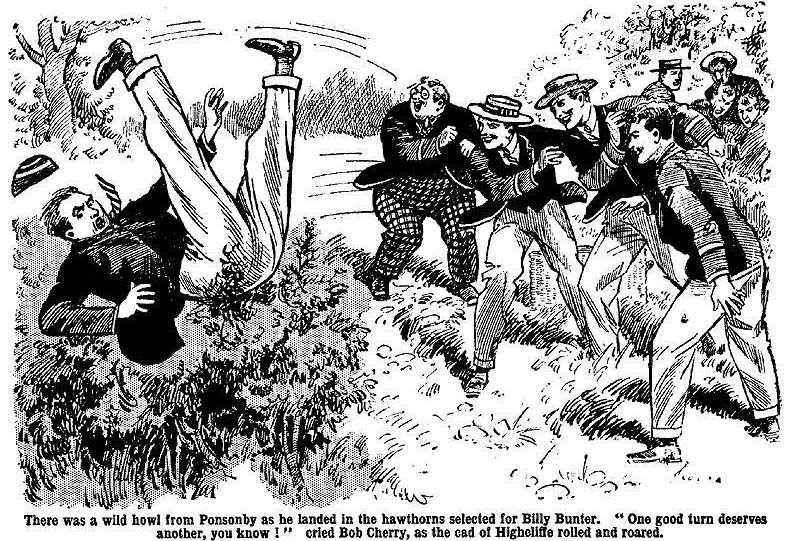 There was a wild howl from Ponsonby as he landed in the hawthorns selected for Billy Bunter. “One good turn deserves
another, you know!” cried Bob Cherry, as the cad of Highcliffe rolled and roared.